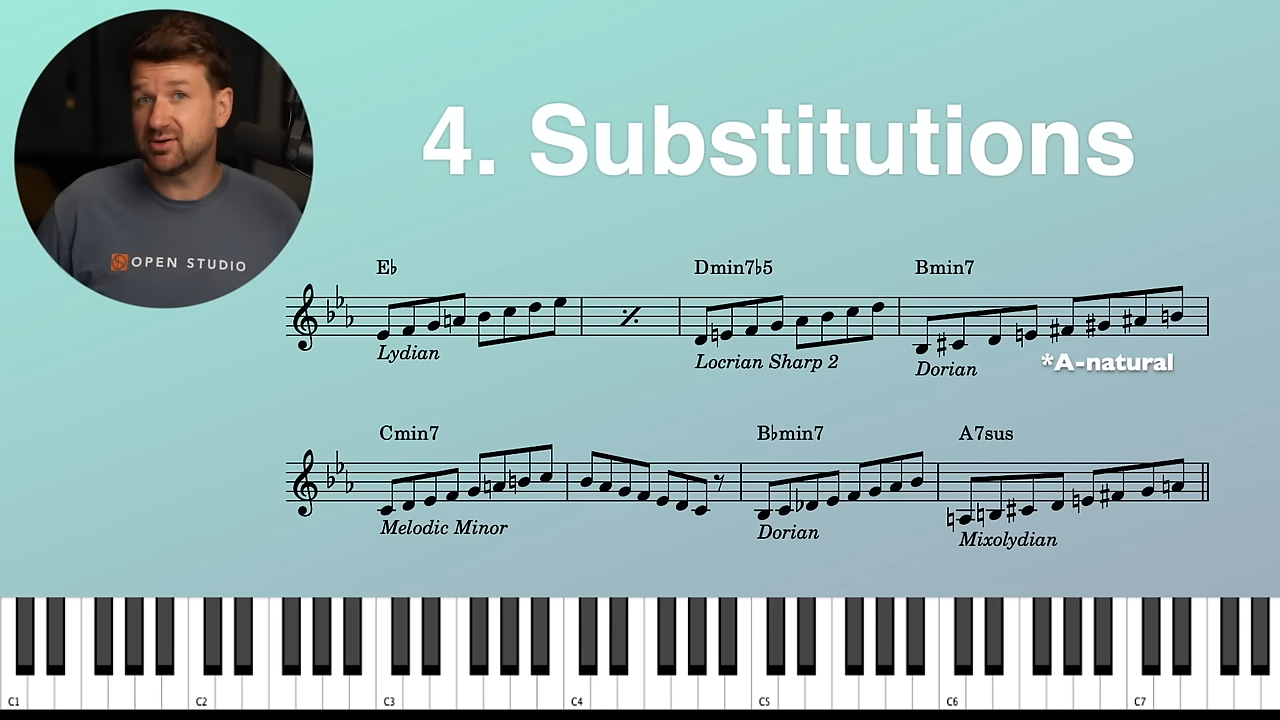 OPEN STUDIO
4. Substitutions
E♭ Dmin7♭5 Bmin7
Lydian Locrian Sharp 2 Dorian
*A-natural
Cmin7 B♭min7 A7sus
Melodic Minor Dorian Mixolydian
C1 C2 C3 C4 C5 C6 C7